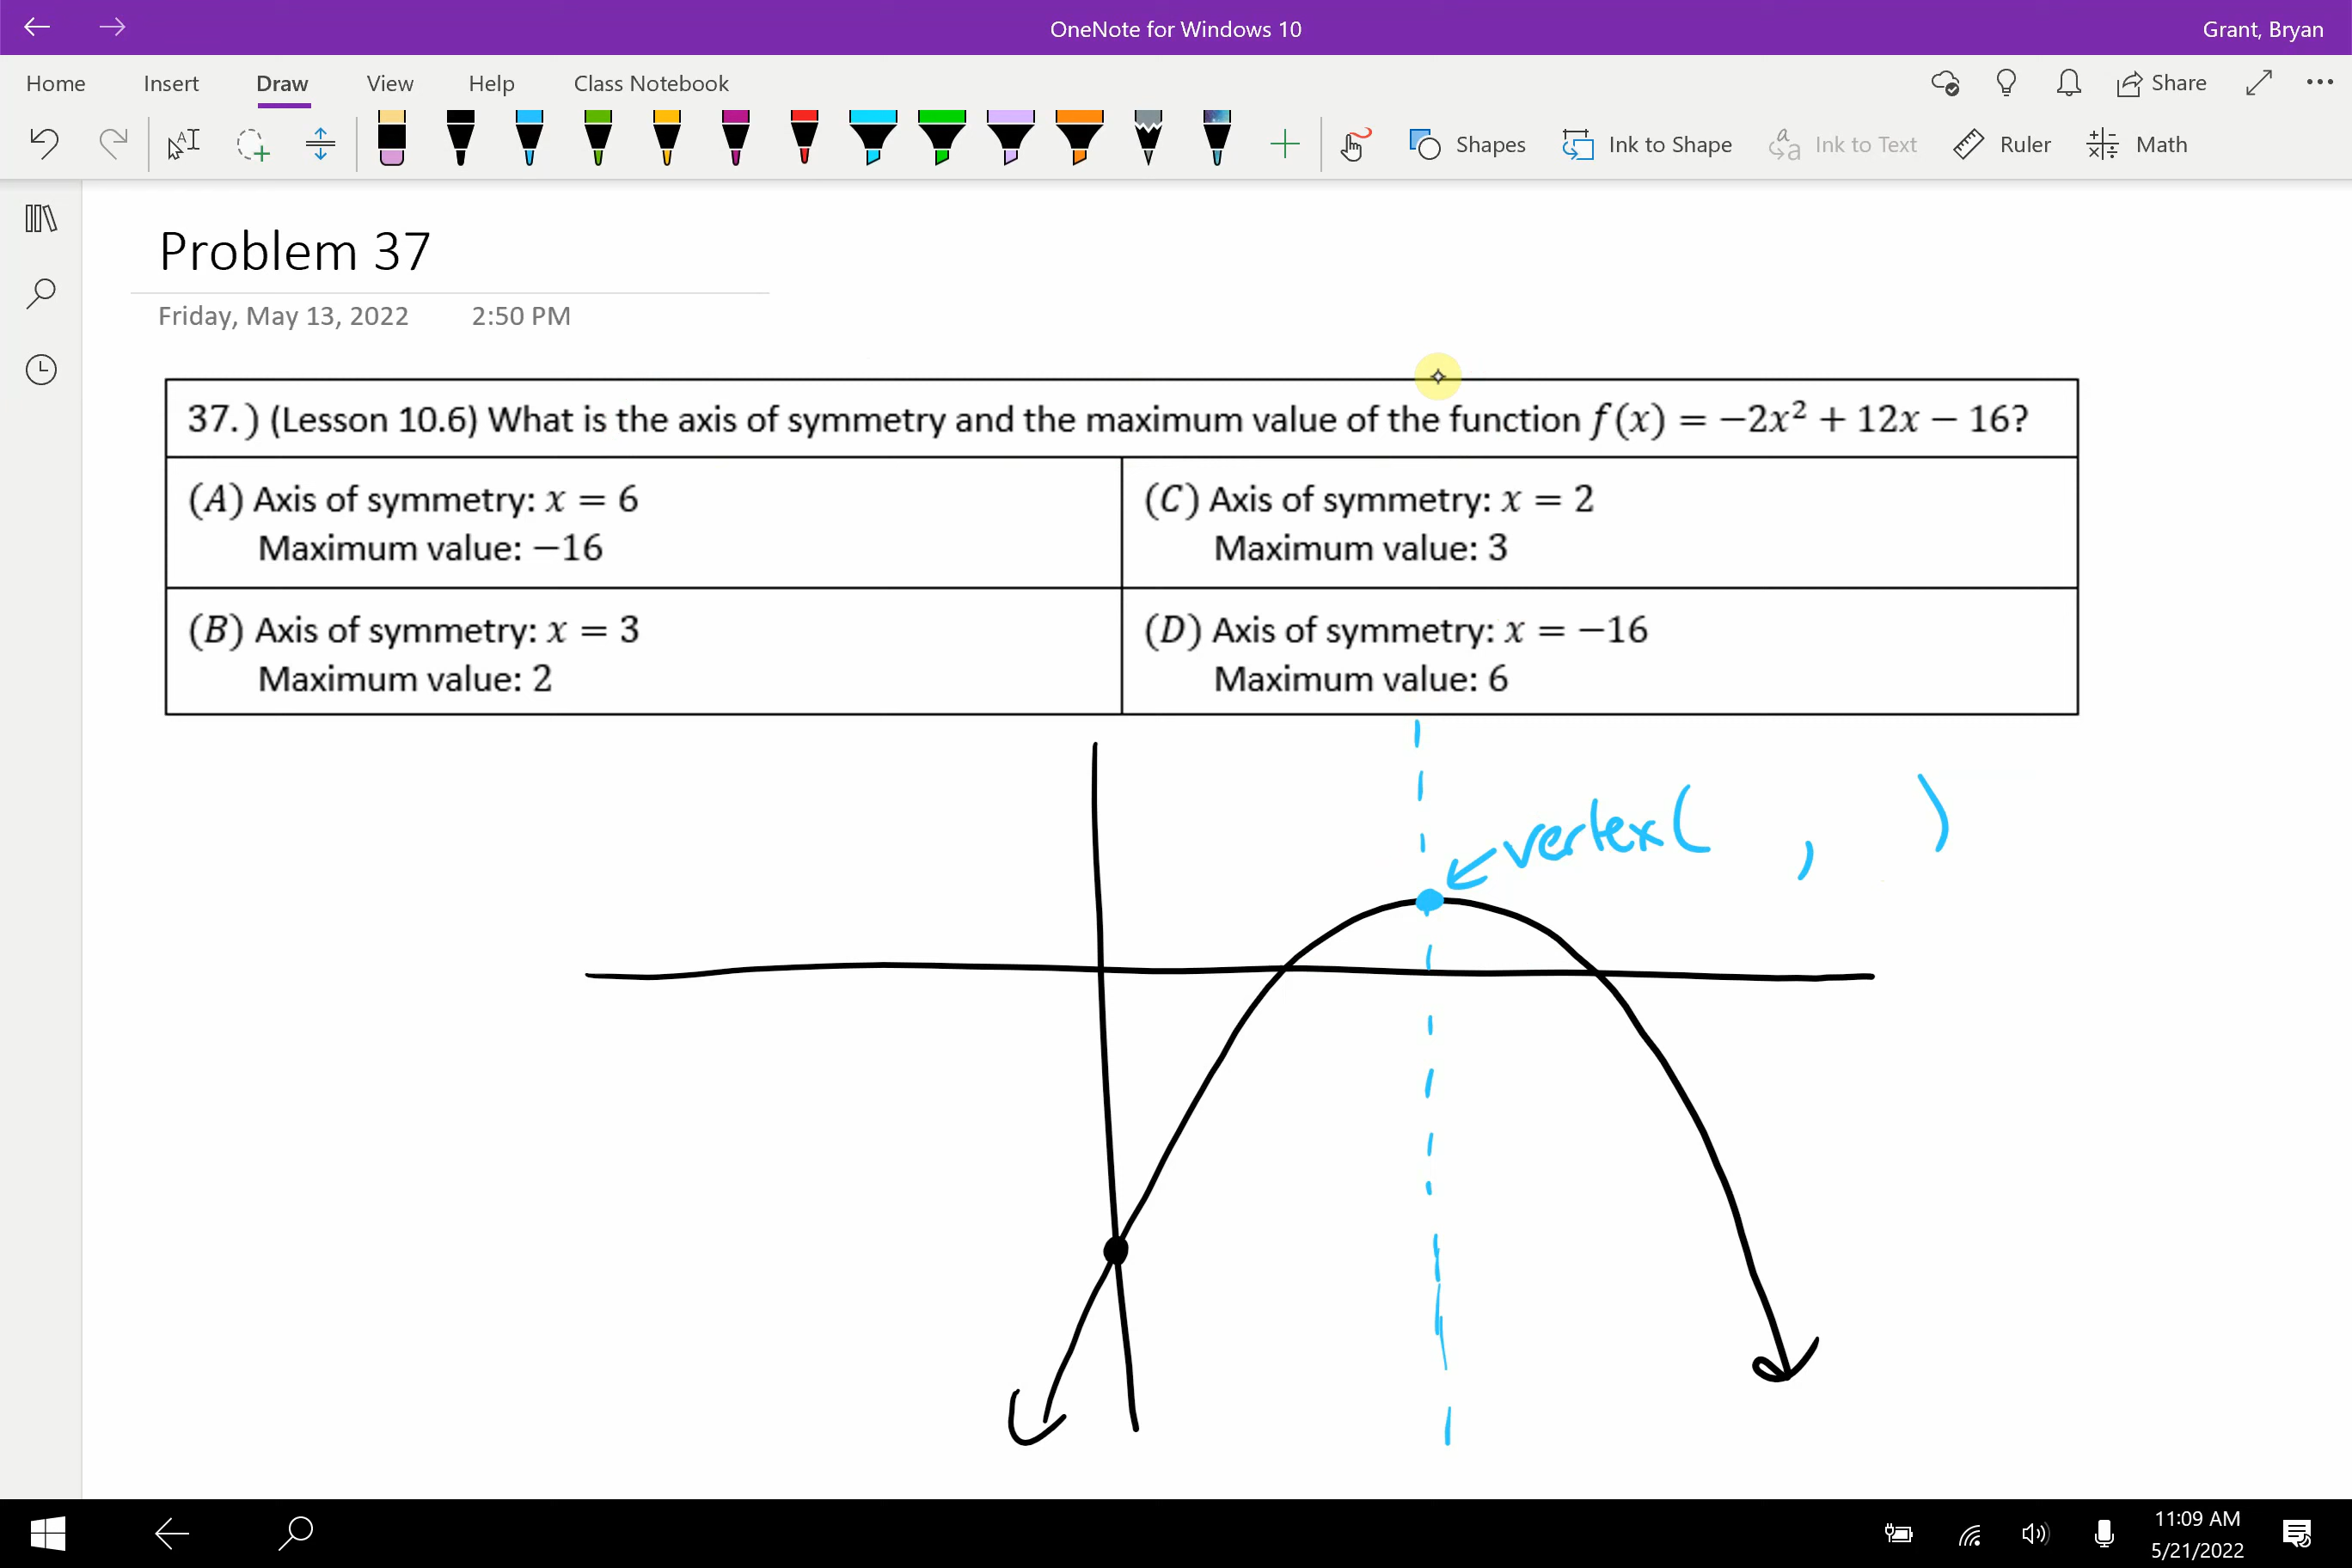 OneNote for Windows 10
Grant, Bryan
Home Insert Draw View Help Class Notebook Share
Shapes Ink to Shape Ink to Text Ruler Math
Problem 37
Friday, May 13, 2022 2:50 PM
37.) (Lesson 10.6) What is the axis of symmetry and the maximum value of the function f(x) = −2x² + 12x − 16?
(A) Axis of symmetry: x = 6
Maximum value: −16
(C) Axis of symmetry: x = 2
Maximum value: 3
(B) Axis of symmetry: x = 3
Maximum value: 2
(D) Axis of symmetry: x = −16
Maximum value: 6
vertex( , )
11:09 AM
5/21/2022